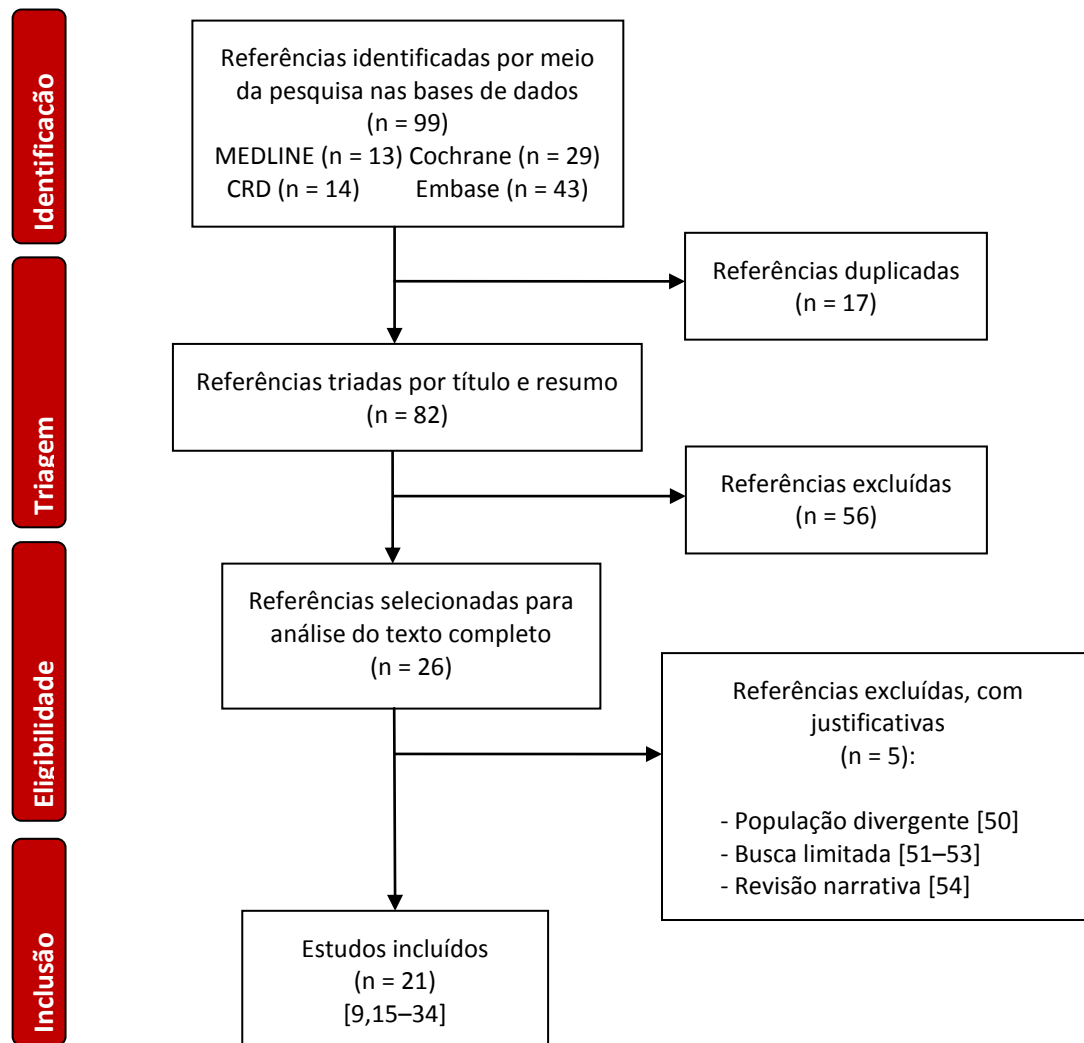 Identificação
Referências identificadas por meio
da pesquisa nas bases de dados
(n = 99)
MEDLINE (n = 13) Cochrane (n = 29)
CRD (n = 14) Embase (n = 43)
Referências duplicadas
(n = 17)
Triagem
Referências triadas por título e resumo
(n = 82)
Referências excluídas
(n = 56)
Eligibilidade
Referências selecionadas para
análise do texto completo
(n = 26)
Referências excluídas, com
justificativas
(n = 5):
- População divergente [50]
- Busca limitada [51–53]
- Revisão narrativa [54]
Inclusão
Estudos incluídos
(n = 21)
[9,15–34]